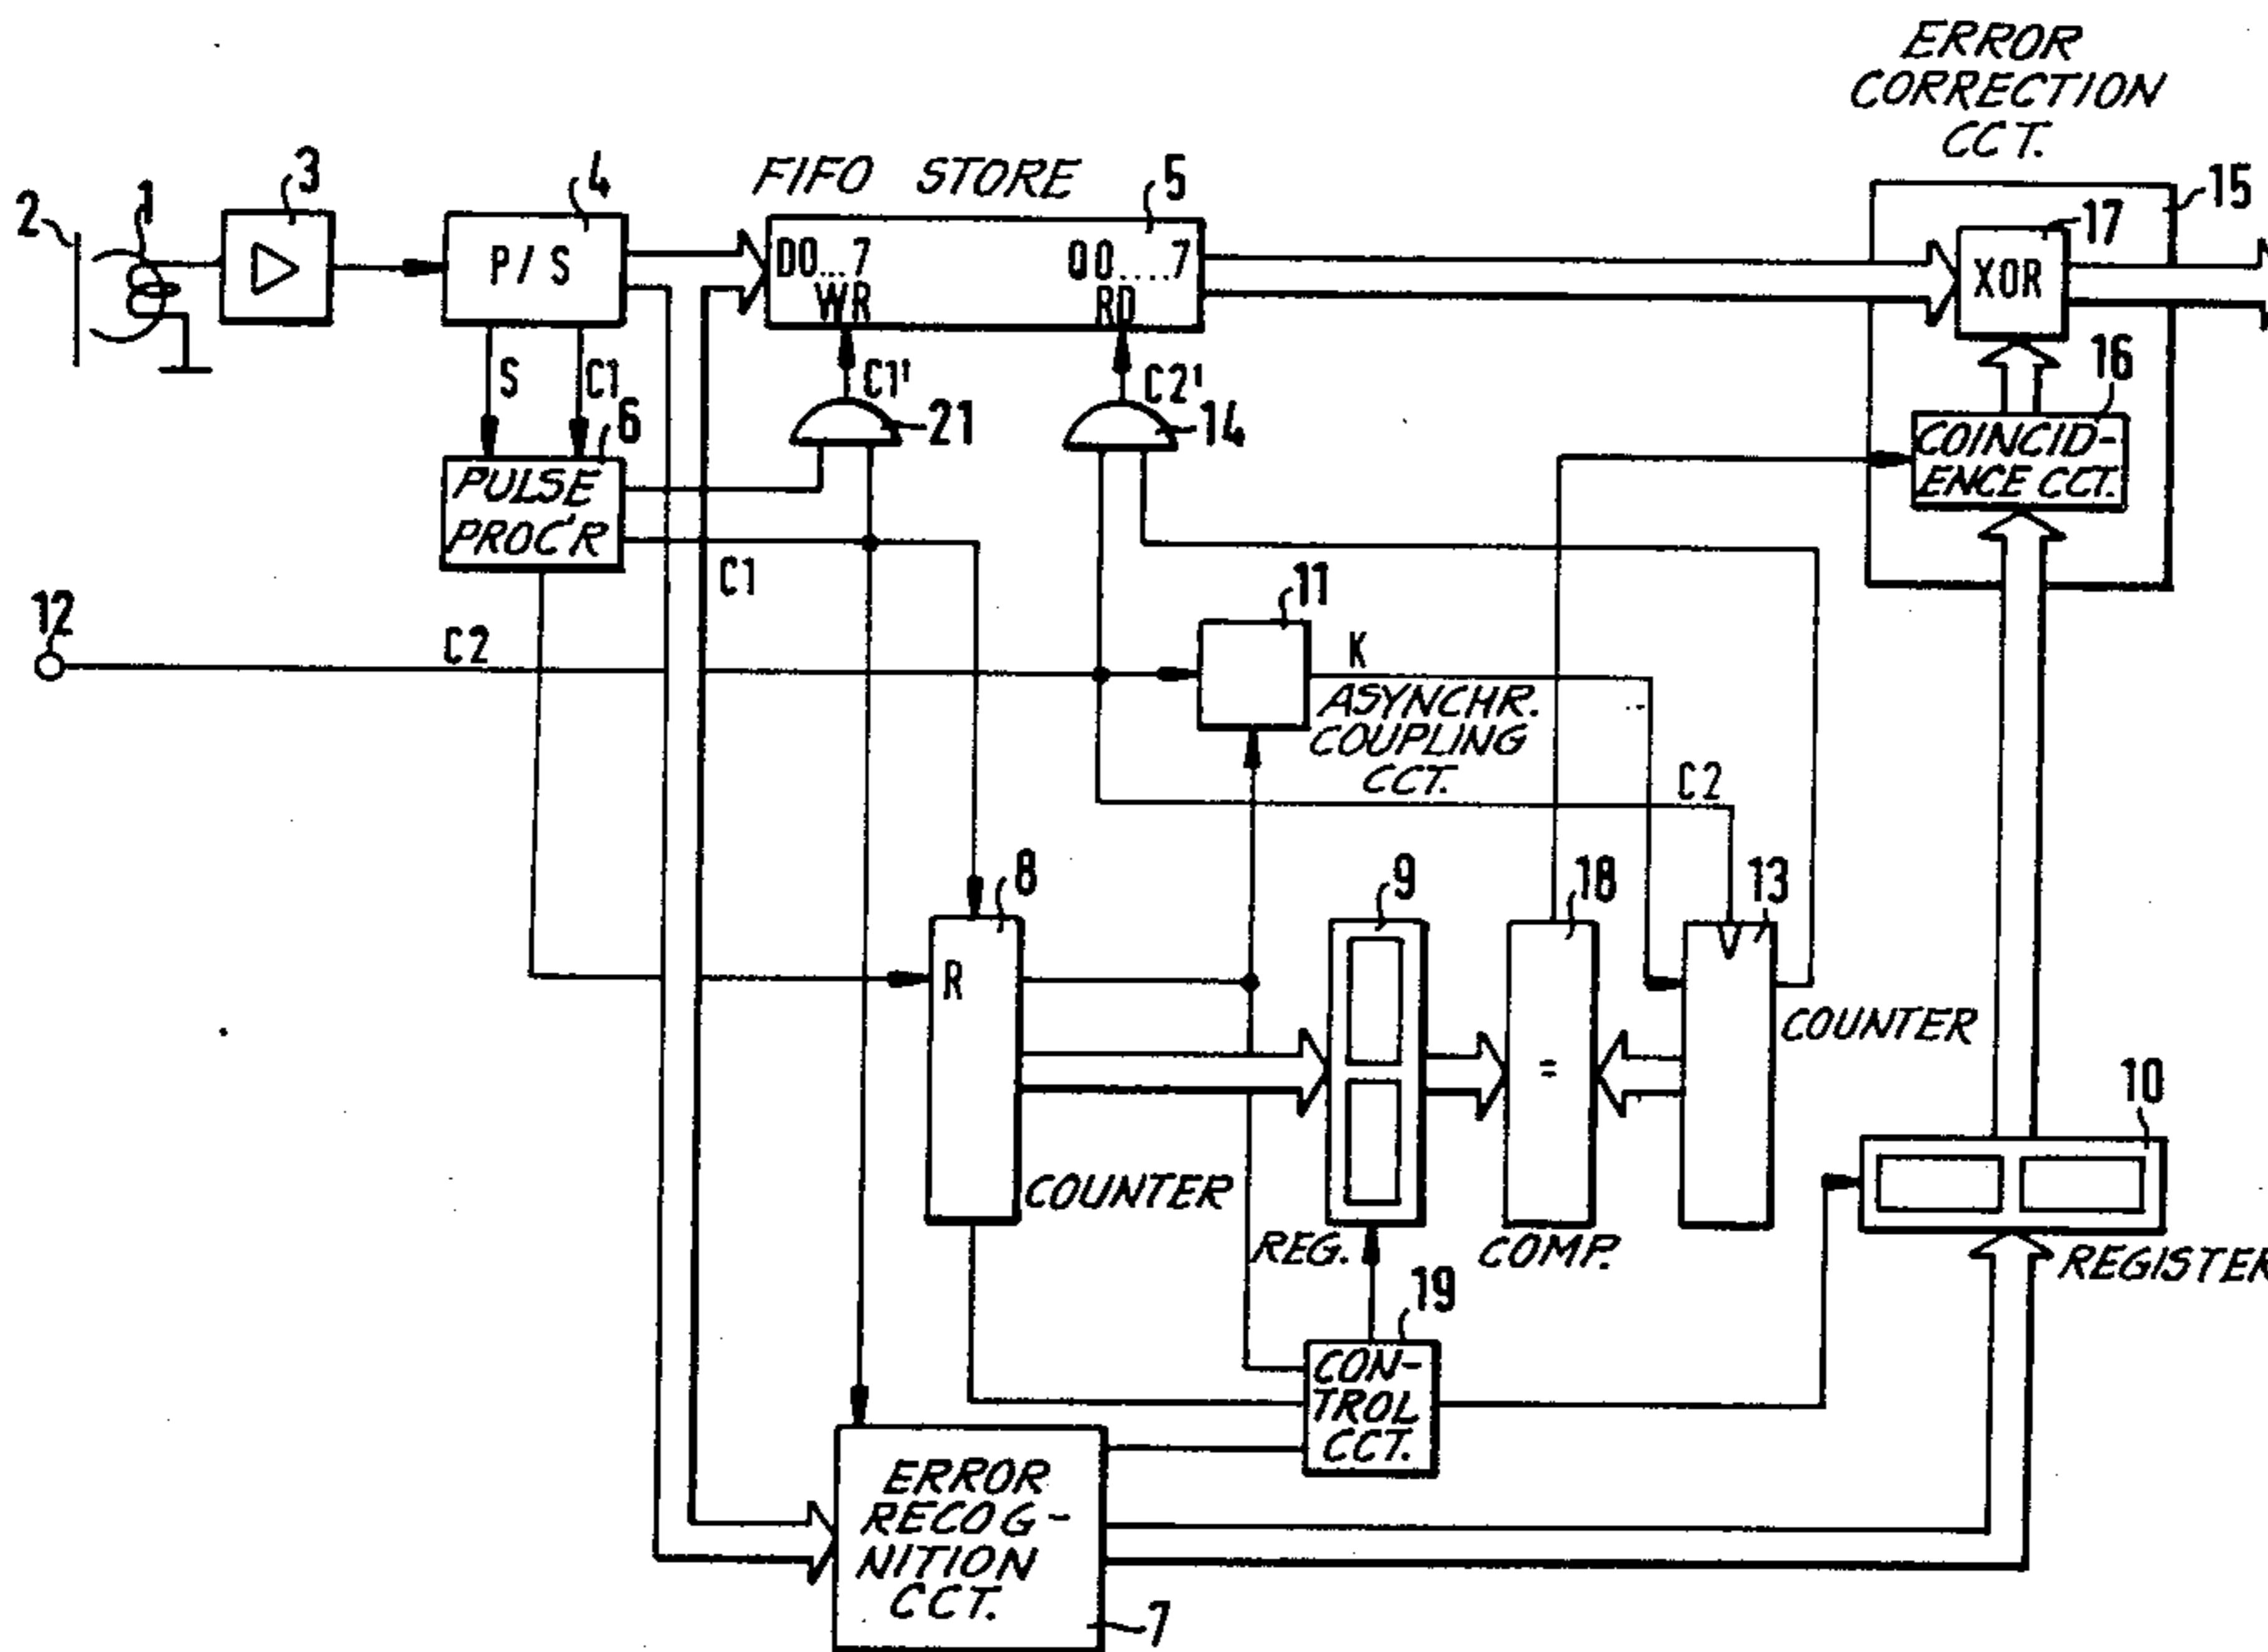 ERROR
CORRECTION
CCT.
FIFO STORE
1
2
3
4
5
15
17
P/S
D0...7
Q0....7
WR
RD
XOR
S
C1
C1'
C2'
16
6
21
14
PULSE
PROC'R
COINCID-
ENCE CCT.
C1
11
12
C2
K
ASYNCHR.
COUPLING
CCT.
C2
8
9
18
13
R
COUNTER
=
10
COUNTER
REG.
COMP.
REGISTER
19
CON-
TROL
CCT.
ERROR
RECOG-
NITION
CCT.
7